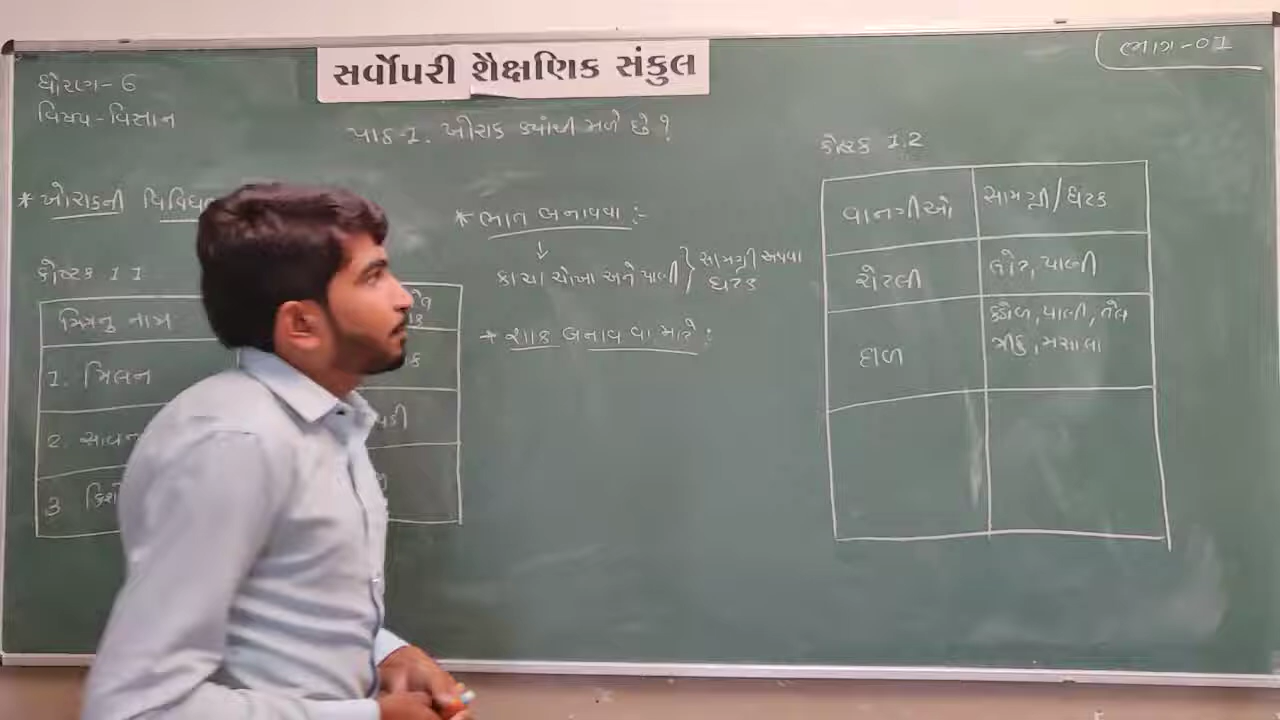 સર્વોપરી શૈક્ષણિક સંકુલ
ભાગ-01
ધોરણ-6
વિષય-વિજ્ઞાન
પાઠ-1. ખોરાક ક્યાંથી મળે છે ?
* ખોરાકની
કોષ્ટક 1 1
મિત્રનુ નામ
1. મિલન
2. સાવન
3
* ભાત બનાવવા :-
↓
કાચા ચોખા અને પાણી } સામગ્રી અથવા
ઘટક
* શાક બનાવ વા માટે :
કોષ્ટક 1.2
વાનગીઓ સામગ્રી/ઘટક
રોટલી લોટ, પાણી
દાળ કઠોળ, પાણી, તેલ
મીઠુ, મસાલા